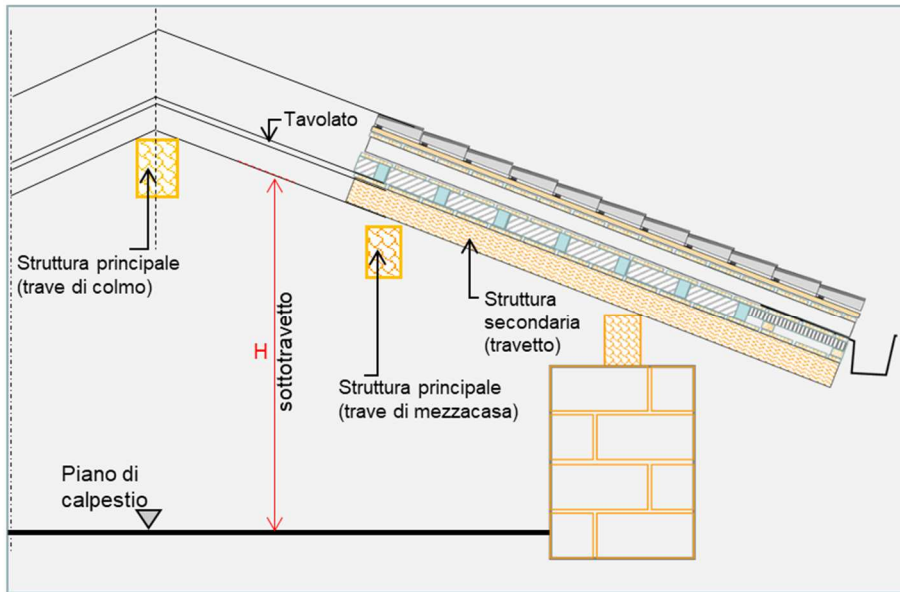 Tavolato
Struttura principale
(trave di colmo)
H
sottotravetto
Struttura
secondaria
(travetto)
Struttura principale
(trave di mezzacasa)
Piano di
calpestio